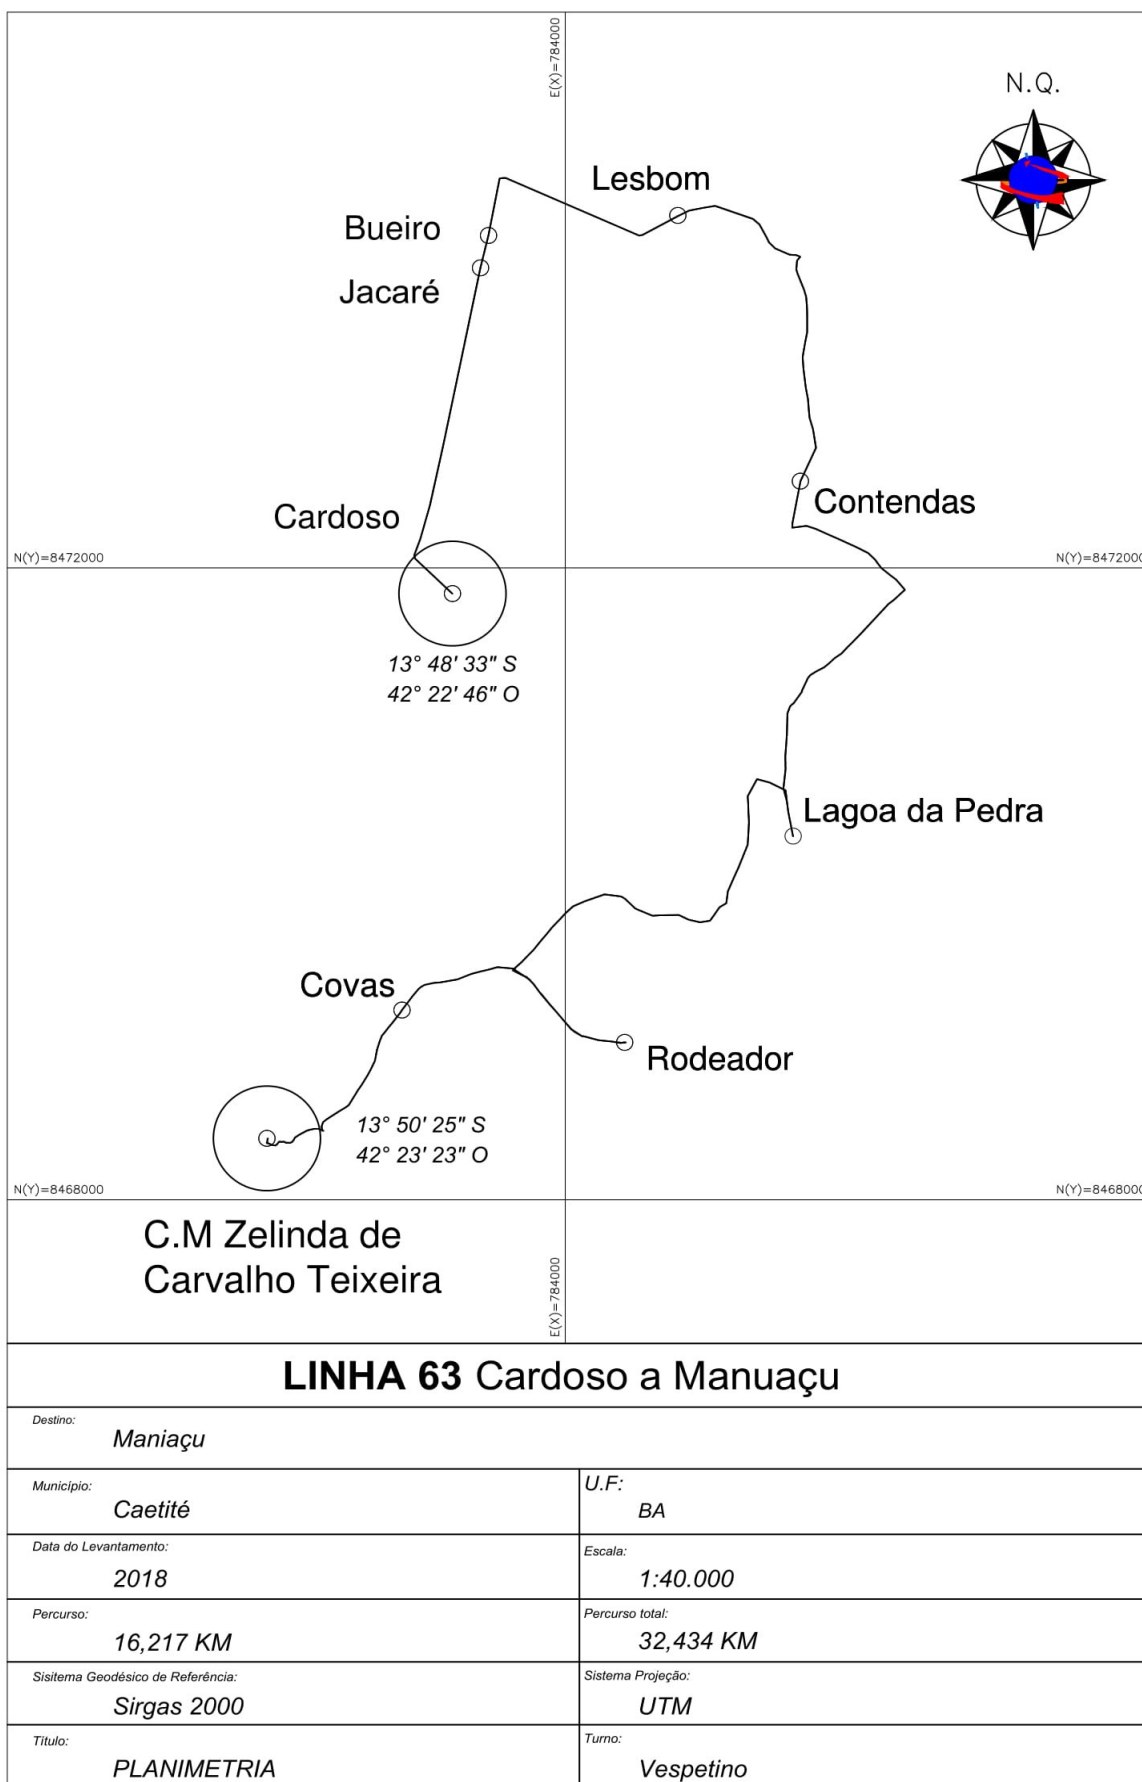 E(X)=784000
N.Q.
Lesbom
Bueiro
Jacaré
Contendas
Cardoso
N(Y)=8472000
N(Y)=8472000
13° 48' 33" S
42° 22' 46" O
Lagoa da Pedra
Covas
Rodeador
13° 50' 25" S
42° 23' 23" O
N(Y)=8468000
N(Y)=8468000
C.M Zelinda de
Carvalho Teixeira
E(X)=784000
LINHA 63 Cardoso a Manuaçu
Destino:
Maniaçu
Município:
Caetité
U.F:
BA
Data do Levantamento:
2018
Escala:
1:40.000
Percurso:
16,217 KM
Percurso total:
32,434 KM
Sisitema Geodésico de Referência:
Sirgas 2000
Sistema Projeção:
UTM
Titulo:
PLANIMETRIA
Turno:
Vespetino